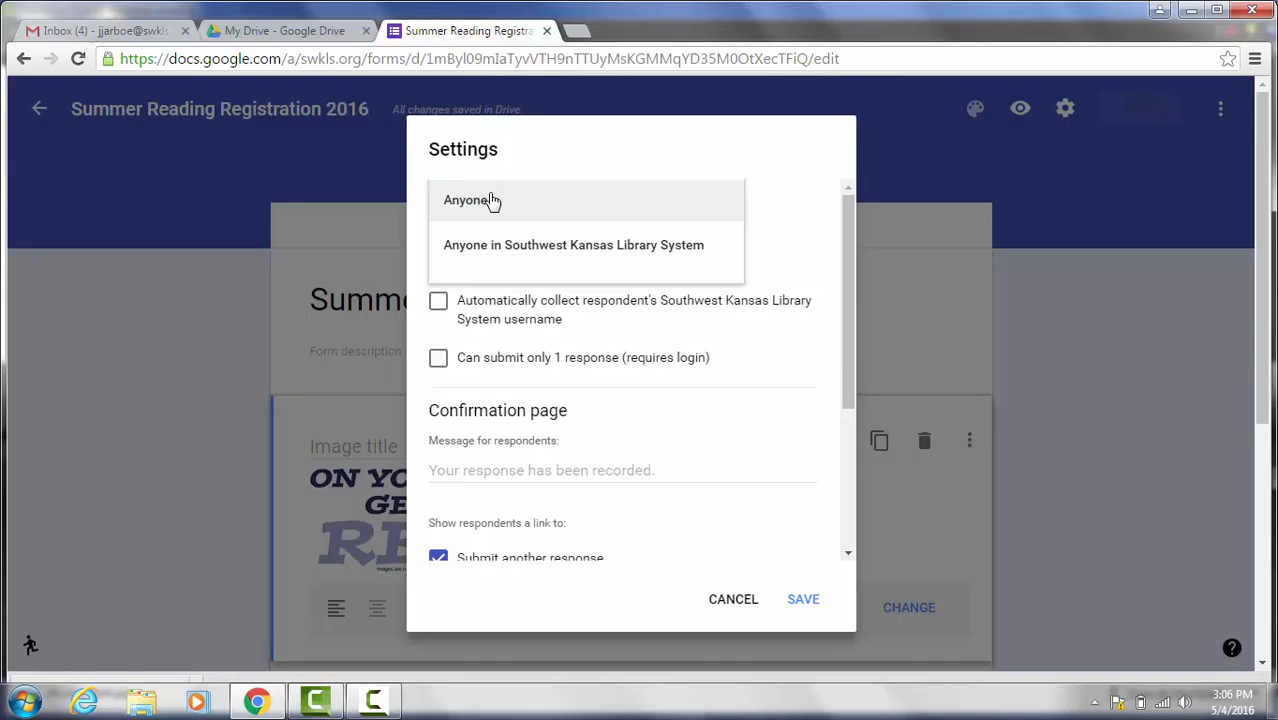 Inbox (4) - jjarboe@swkls
My Drive - Google Drive
Summer Reading Registra
https://docs.google.com/a/swkls.org/forms/d/1mByl09mIaTyvVTH9nTTUyMsKGMMqYD35M0OtXecTFiQ/edit
Summer Reading Registration 2016
All changes saved in Drive
Settings
Anyone
Anyone in Southwest Kansas Library System
Automatically collect respondent's Southwest Kansas Library
System username
Can submit only 1 response (requires login)
Confirmation page
Message for respondents:
Your response has been recorded.
Show respondents a link to:
Submit another response
CANCEL
SAVE
Summe
Form description
Image title
ON YO
GE
RE
CHANGE
3:06 PM
5/4/2016